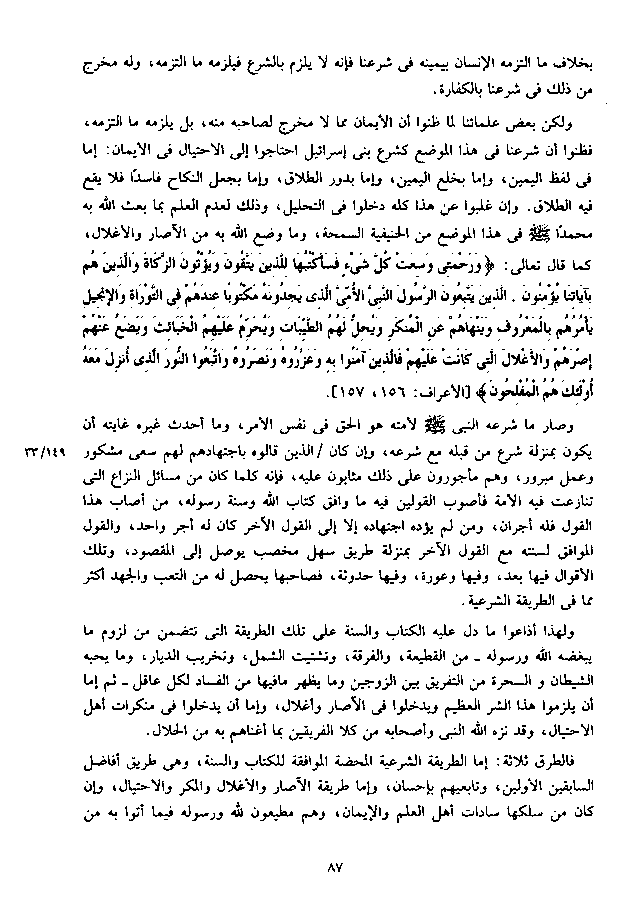 بخلاف ما التزمه الإنسان بيمينه فى شرعنا فإنه لا يلزم بالشرع فيلزمه ما التزمه، وله مخرج
من ذلك فى شرعنا بالكفارة.
ولكن بعض علمائنا لما ظنوا أن الأيمان مما لا مخرج لصاحبه منه، بل يلزمه ما التزمه،
فظنوا أن شرعنا فى هذا الموضع كشرع بنى إسرائيل احتاجوا إلى الاحتيال فى الأيمان: إما
فى لفظ اليمين، وإما بخلع اليمين، وإما بدور الطلاق، وإما بجعل النكاح فاسدًا فلا يقع
فيه الطلاق. وإن غلبوا عن هذا كله دخلوا فى التحليل، وذلك لعدم العلم بما بعث الله به
محمدًا ﷺ فى هذا الموضع من الحنيفية السمحة، وما وضع الله به من الآصار والأغلال،
كما قال تعالى: ﴿ وَرَحْمَتِى وَسِعَتْ كُلَّ شَىْءٍ فَسَأَكْتُبُهَا لِلَّذِينَ يَتَّقُونَ وَيُؤْتُونَ الزَّكَاةَ وَالَّذِينَ هُم
بِآيَاتِنَا يُؤْمِنُونَ . الَّذِينَ يَتَّبِعُونَ الرَّسُولَ النَّبِىَّ الأُمِّىَّ الَّذِى يَجِدُونَهُ مَكْتُوبًا عِندَهُمْ فِى التَّوْرَاةِ وَالإِنجِيلِ
يَأْمُرُهُم بِالْمَعْرُوفِ وَيَنْهَاهُمْ عَنِ الْمُنكَرِ وَيُحِلُّ لَهُمُ الطَّيِّبَاتِ وَيُحَرِّمُ عَلَيْهِمُ الْخَبَائِثَ وَيَضَعُ عَنْهُمْ
إِصْرَهُمْ وَالأَغْلالَ الَّتِى كَانَتْ عَلَيْهِمْ فَالَّذِينَ آمَنُوا بِهِ وَعَزَّرُوهُ وَنَصَرُوهُ وَاتَّبَعُوا النُّورَ الَّذِى أُنزِلَ مَعَهُ
أُوْلَئِكَ هُمُ الْمُفْلِحُونَ ﴾ [الأعراف: ١٥٦، ١٥٧].
وصار ما شرعه النبى ﷺ لأمته هو الحق فى نفس الأمر، وما أحدث غيره غايته أن
يكون بمنزلة شرع من قبله مع شرعه، وإن كان / الذين قالوه باجتهادهم لهم سعى مشكور
٣٣/١٤٩
وعمل مبرور، وهم مأجورون على ذلك مثابون عليه، فإنه كلما كان من مسائل النزاع التى
تنازعت فيه الأمة فأصوب القولين فيه ما وافق كتاب الله وسنة رسوله، من أصاب هذا
القول فله أجران، ومن لم يؤده اجتهاده إلا إلى القول الآخر كان له أجر واحد، والقول
الموافق لسنته مع القول الآخر بمنزلة طريق سهل مخصب يوصل إلى المقصود، وتلك
الأقوال فيها بعد، وفيها وعورة، وفيها حدوثة، فصاحبها يحصل له من التعب والجهد أكثر
مما فى الطريقة الشرعية.
ولهذا أذاعوا ما دل عليه الكتاب والسنة على تلك الطريقة التى تتضمن من لزوم ما
يبغضه الله ورسوله ــ من القطيعة، والفرقة، وتشتيت الشمل، وتخريب الديار، وما يحبه
الشيطان و السحرة من التفريق بين الزوجين وما يظهر مافيها من الفساد لكل عاقل ــ ثم إما
أن يلزموا هذا الشر العظيم ويدخلوا فى الآصار وأغلال، وإما أن يدخلوا فى منكرات أهل
الاحتيال، وقد نزه الله النبى وأصحابه من كلا الفريقين بما أغناهم به من الحلال.
فالطرق ثلاثة: إما الطريقة الشرعية المحضة الموافقة للكتاب والسنة، وهى طريق أفاضل
السابقين الأولين، وتابعيهم بإحسان، وإما طريقة الآصار والأغلال والمكر والاحتيال، وإن
كان من سلكها سادات أهل العلم والإيمان، وهم مطيعون لله ورسوله فيما أتوا به من
٨٧